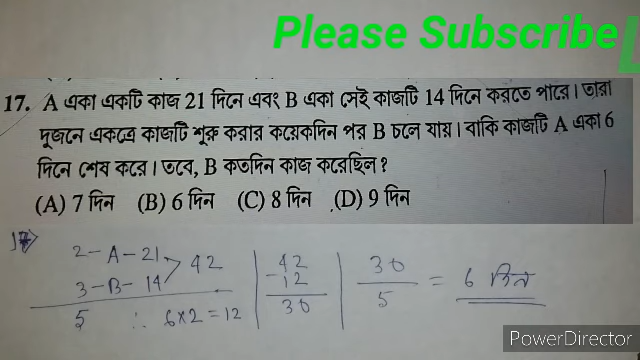 Please Subscribe
17. A একা একটি কাজ 21 দিনে এবং B একা সেই কাজটি 14 দিনে করতে পারে। তারা
দুজনে একত্রে কাজটি শুরু করার কয়েকদিন পর B চলে যায়। বাকি কাজটি A একা 6
দিনে শেষ করে। তবে, B কতদিন কাজ করেছিল?
(A) 7 দিন (B) 6 দিন (C) 8 দিন (D) 9 দিন
17
2-A-21
3-B-14 > 42
5 ∴ 6×2=12
42
-12
30
30
5
= 6 দিন
PowerDirector